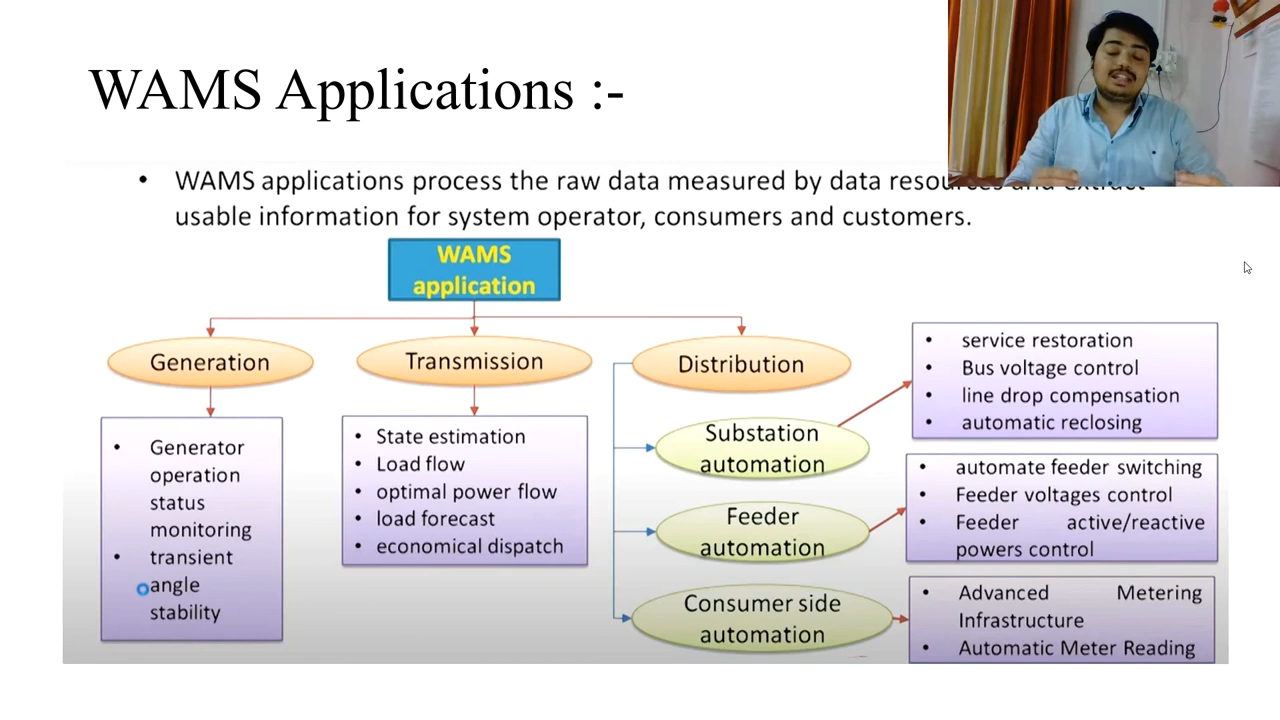 WAMS Applications :-
• WAMS applications process the raw data measured by data
usable information for system operator, consumers and customers.
WAMS
application
Generation
Transmission
Distribution
• Generator
operation
status
monitoring
• transient
angle
stability
• State estimation
• Load flow
• optimal power flow
• load forecast
• economical dispatch
Substation
automation
Feeder
automation
Consumer side
automation
• service restoration
• Bus voltage control
• line drop compensation
• automatic reclosing
• automate feeder switching
• Feeder voltages control
• Feeder active/reactive
powers control
• Advanced Metering
Infrastructure
• Automatic Meter Reading